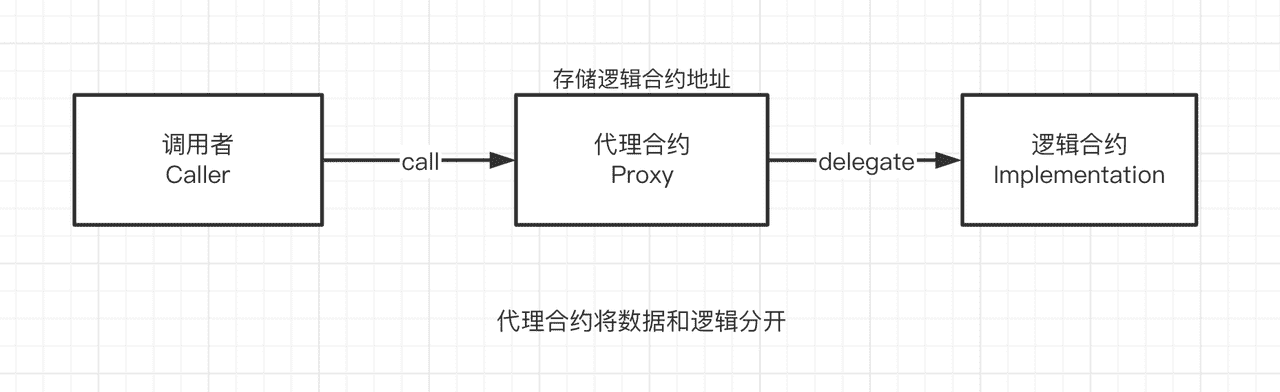 存储逻辑合约地址
调用者
Caller
call
代理合约
Proxy
delegate
逻辑合约
Implementation
代理合约将数据和逻辑分开